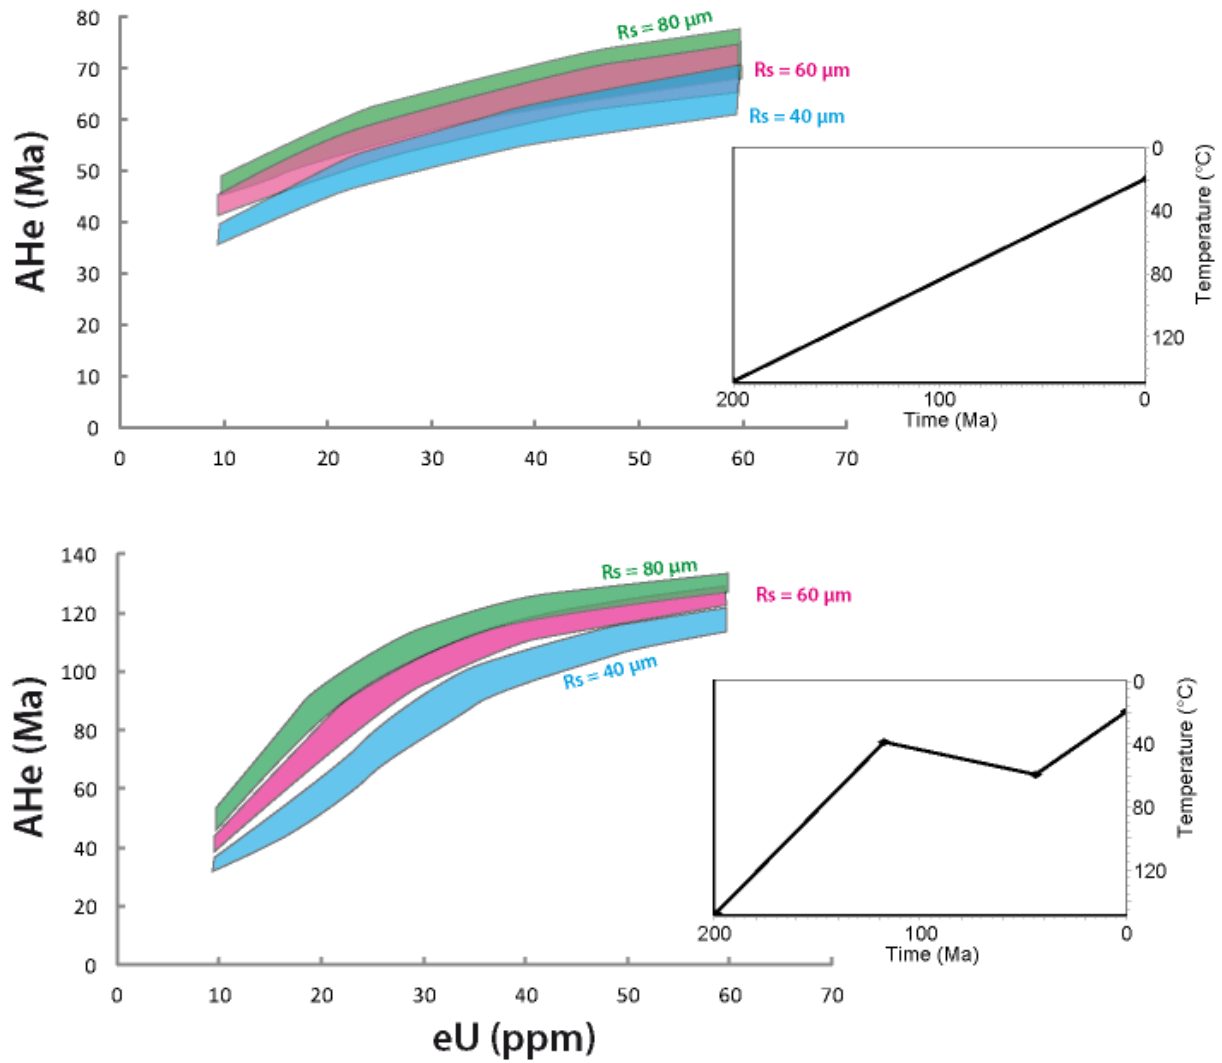 80
70
60
50
40
30
20
10
0
AHe (Ma)
Rs = 80 µm
Rs = 60 µm
Rs = 40 µm
0 10 20 30 40 50 60 70
0
40
80
120
Temperature (°C)
200 100 0
Time (Ma)
140
120
100
80
60
40
20
0
AHe (Ma)
Rs = 80 µm
Rs = 60 µm
Rs = 40 µm
0 10 20 30 40 50 60 70
eU (ppm)
0
40
80
120
Temperature (°C)
200 100 0
Time (Ma)